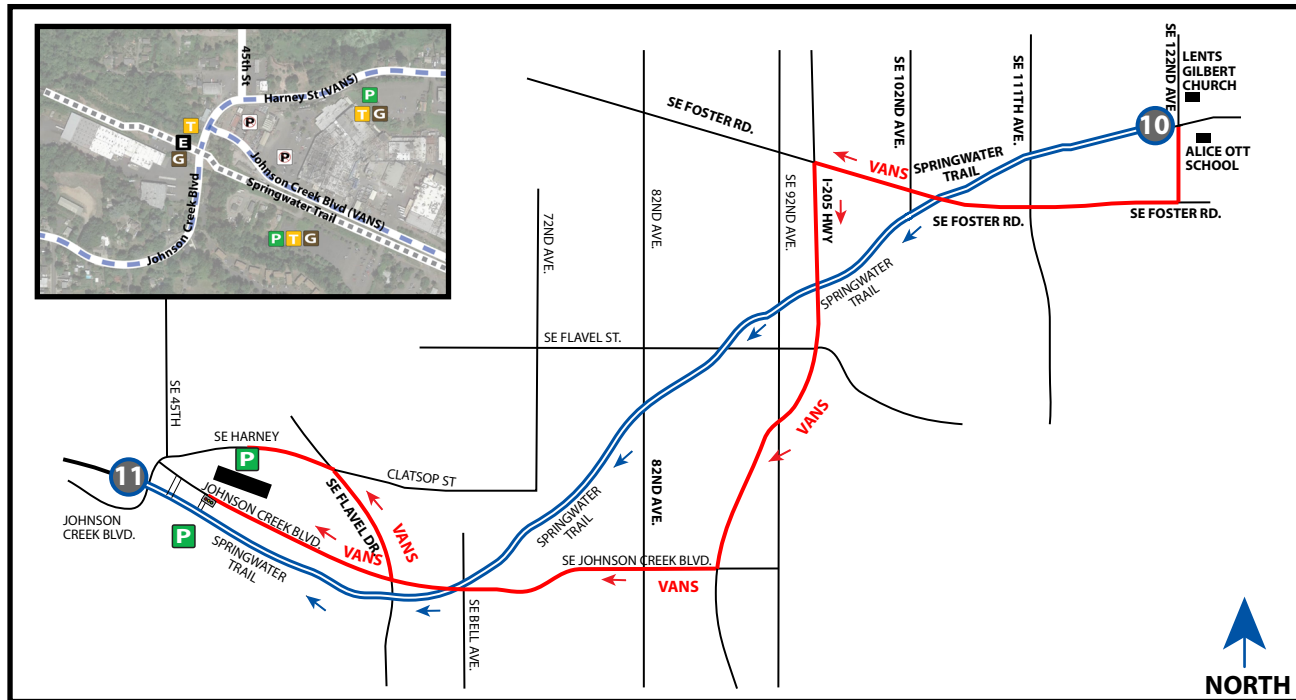 45th St
Harney St (VANS)
P
T G
P
T
E
G
P
Johnson Creek Blvd (VANS)
Springwater Trail
Johnson Creek Blvd
P T G
SE FOSTER RD.
82ND AVE.
72ND AVE.
SE 92ND AVE.
I-205 HWY
VANS
SE 102ND AVE.
SE 111TH AVE.
SE 122ND AVE
LENTS
GILBERT
CHURCH
10
ALICE OTT
SCHOOL
SPRINGWATER
TRAIL
SE FOSTER RD.
SE FOSTER RD.
SPRINGWATER
TRAIL
SE FLAVEL ST.
SE 45TH
SE HARNEY
P
CLATSOP ST
VANS
82ND AVE.
11
JOHNSON CREEK BLVD.
SE FLAVEL DR.
VANS
VANS
SPRINGWATER
TRAIL
JOHNSON
CREEK BLVD.
P
SPRINGWATER
TRAIL
SE JOHNSON CREEK BLVD.
VANS
SE BELL AVE.
NORTH